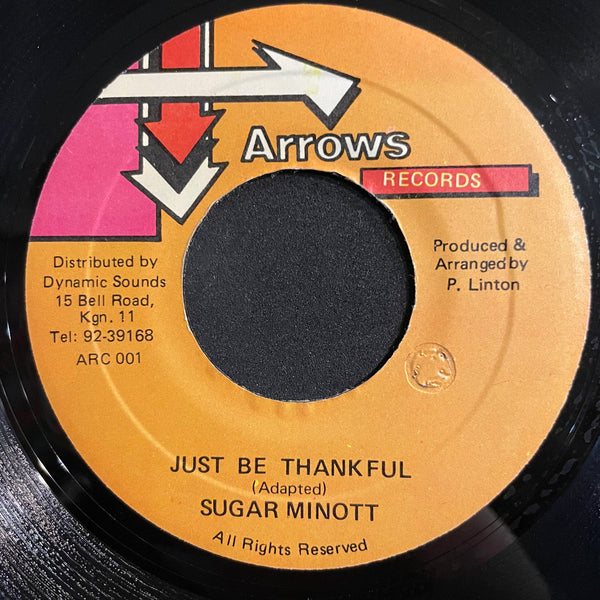 Arrows
RECORDS
Distributed by
Dynamic Sounds
15 Bell Road,
Kgn. 11
Tel: 92-39168
ARC 001
Produced &
Arranged by
P. Linton
JUST BE THANKFUL
(Adapted)
SUGAR MINOTT
All Rights Reserved